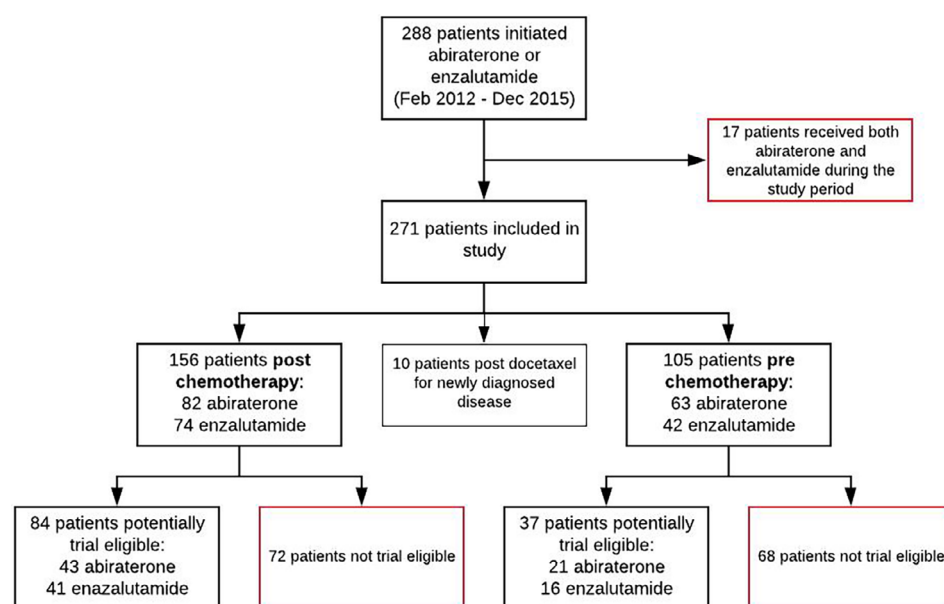 288 patients initiated
abiraterone or
enzalutamide
(Feb 2012 - Dec 2015)
17 patients received both
abiraterone and
enzalutamide during the
study period
271 patients included in
study
156 patients post
chemotherapy:
82 abiraterone
74 enzalutamide
10 patients post docetaxel
for newly diagnosed
disease
105 patients pre
chemotherapy:
63 abiraterone
42 enzalutamide
84 patients potentially
trial eligible:
43 abiraterone
41 enazalutamide
72 patients not trial eligible
37 patients potentially
trial eligible:
21 abiraterone
16 enzalutamide
68 patients not trial eligible